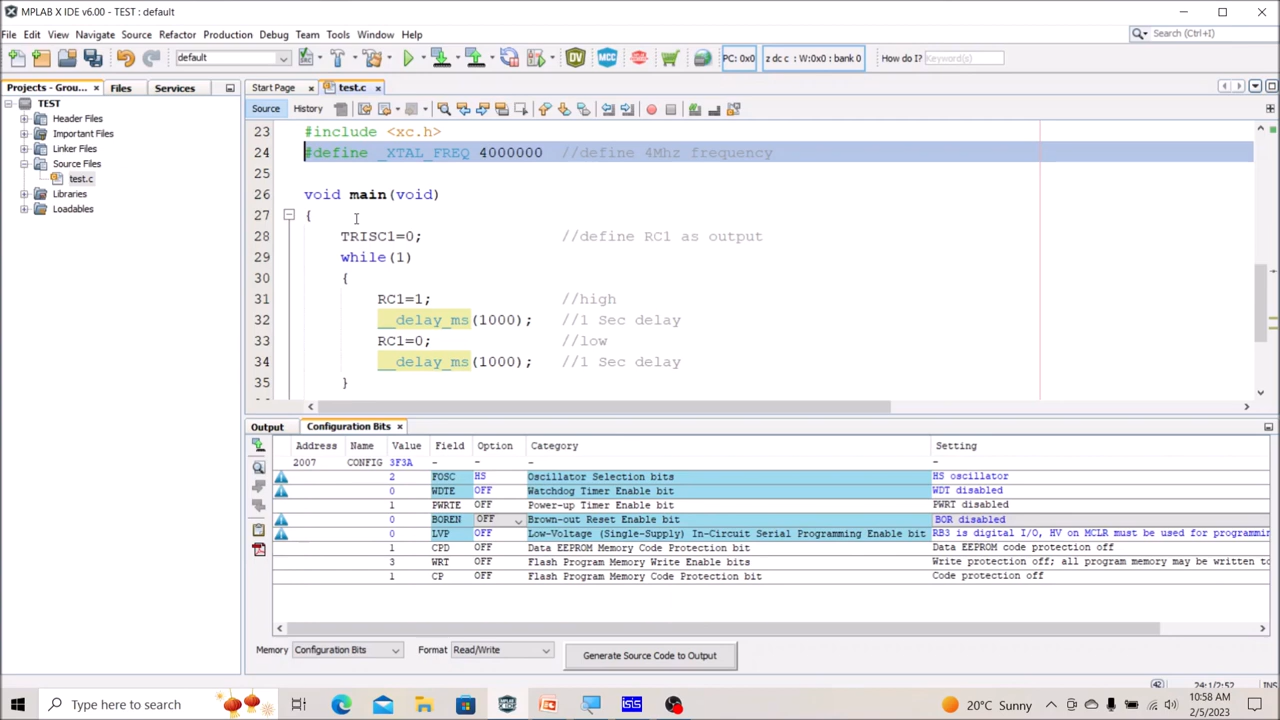 MPLAB X IDE v6.00 - TEST : default
File Edit View Navigate Source Refactor Production Debug Team Tools Window Help
Search (Ctrl+I)
default
DV MCC PC: 0x0 z dc c : W:0x0 : bank 0 How do I? Keyword(s)
Projects - Grou... × Files Services
Start Page × test.c ×
TEST
Header Files
Important Files
Linker Files
Source Files
test.c
Libraries
Loadables
Source History
23 #include <xc.h>
24 #define _XTAL_FREQ 4000000 //define 4Mhz frequency
25
26 void main(void)
27 {
28 TRISC1=0; //define RC1 as output
29 while(1)
30 {
31 RC1=1; //high
32 __delay_ms(1000); //1 Sec delay
33 RC1=0; //low
34 __delay_ms(1000); //1 Sec delay
35 }
Output Configuration Bits ×
Address Name Value Field Option Category Setting
2007 CONFIG 3F3A - - - -
2 FOSC HS Oscillator Selection bits HS oscillator
0 WDTE OFF Watchdog Timer Enable bit WDT disabled
1 PWRTE OFF Power-up Timer Enable bit PWRT disabled
0 BOREN OFF Brown-out Reset Enable bit BOR disabled
0 LVP OFF Low-Voltage (Single-Supply) In-Circuit Serial Programming Enable bit RB3 is digital I/O, HV on MCLR must be used for programmin
1 CPD OFF Data EEPROM Memory Code Protection bit Data EEPROM code protection off
3 WRT OFF Flash Program Memory Write Enable bits Write protection off; all program memory may be written to
1 CP OFF Flash Program Memory Code Protection bit Code protection off
Memory Configuration Bits Format Read/Write Generate Source Code to Output
42 24:1/2:52 INS
Type here to search
isis
20°C Sunny
10:58 AM
2/5/2023